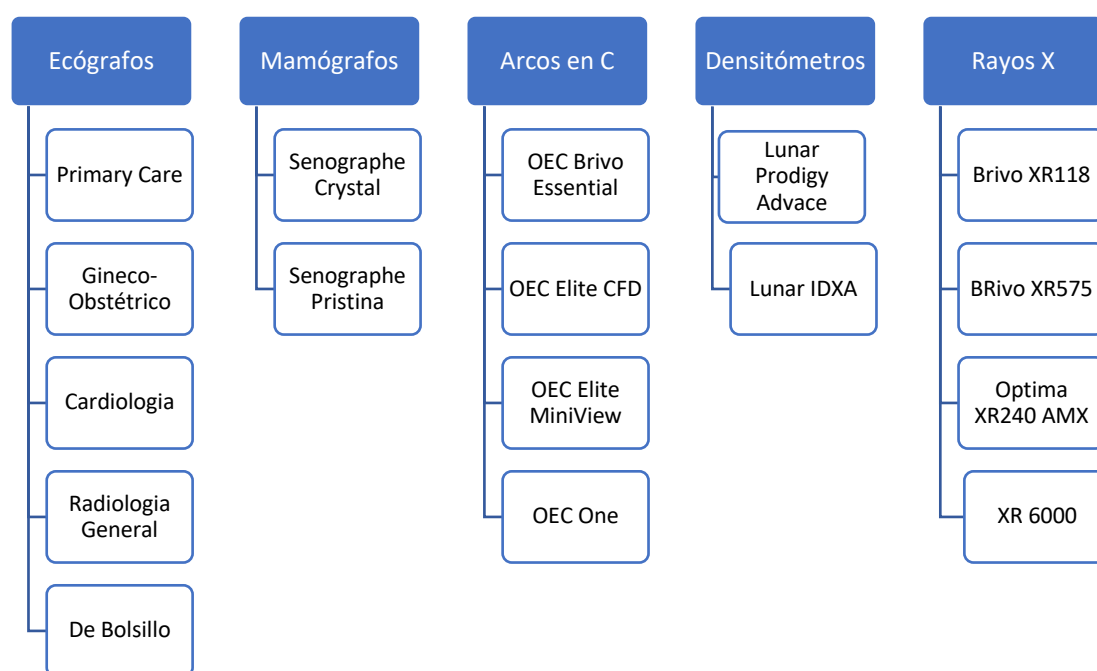 Ecógrafos
Primary Care
Gineco-
Obstétrico
Cardiologia
Radiologia
General
De Bolsillo
Mamógrafos
Senographe
Crystal
Senographe
Pristina
Arcos en C
OEC Brivo
Essential
OEC Elite CFD
OEC Elite
MiniView
OEC One
Densitómetros
Lunar
Prodigy
Advace
Lunar IDXA
Rayos X
Brivo XR118
BRivo XR575
Optima
XR240 AMX
XR 6000